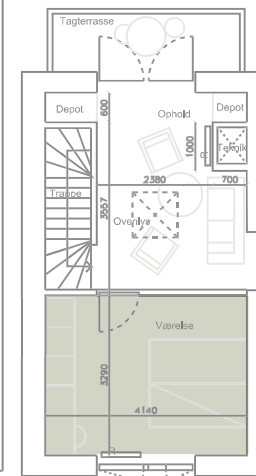 Tagterrasse
Depot
600
Ophold
Depot
1000
R
Teknik
Trappe
2380
700
3557
Ovenlys
Værelse
3290
4140